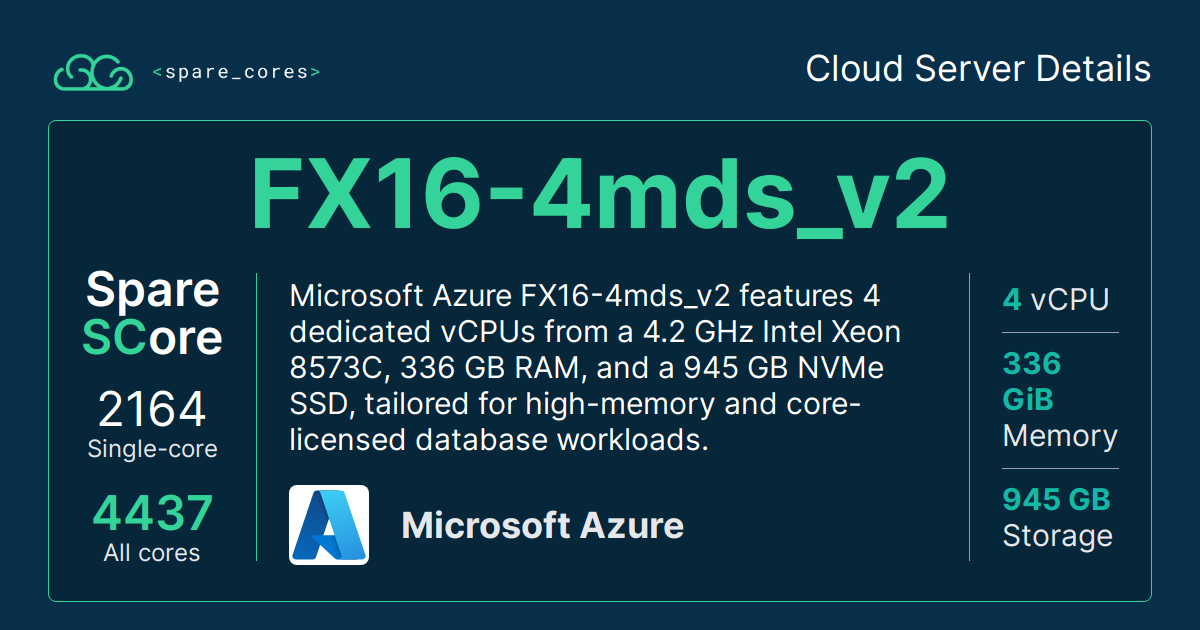 <spare_cores>
Cloud Server Details
FX16-4mds_v2
Spare
SCore
2164
Single-core
4437
All cores
Microsoft Azure FX16-4mds_v2 features 4
dedicated vCPUs from a 4.2 GHz Intel Xeon
8573C, 336 GB RAM, and a 945 GB NVMe
SSD, tailored for high-memory and core-
licensed database workloads.
Microsoft Azure
4 vCPU
336
GiB
Memory
945 GB
Storage